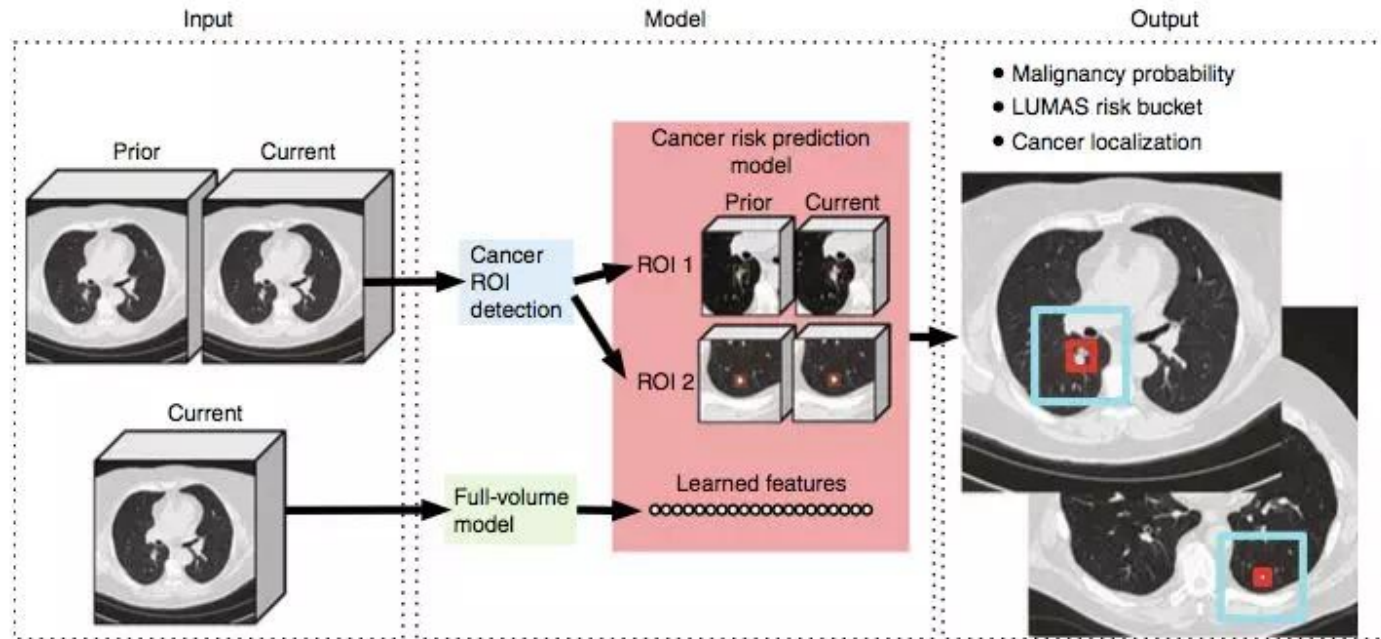 Input
Model
Output
Prior
Current
Current
Cancer
ROI
detection
Full-volume
model
Cancer risk prediction
model
Prior
Current
ROI 1
ROI 2
Learned features
• Malignancy probability
• LUMAS risk bucket
• Cancer localization